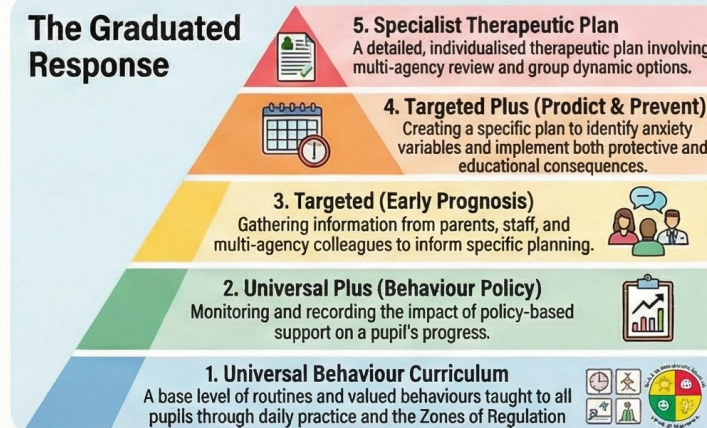 The Graduated
Response
5. Specialist Therapeutic Plan
A detailed, individualised therapeutic plan involving
multi-agency review and group dynamic options.
4. Targeted Plus (Prodict & Prevent)
Creating a specific plan to identify anxiety
variables and implement both protective and
educational consequences.
3. Targeted (Early Prognosis)
Gathering information from parents, staff, and
multi-agency colleagues to inform specific planning.
2. Universal Plus (Behaviour Policy)
Monitoring and recording the impact of policy-based
support on a pupil's progress.
1. Universal Behaviour Curriculum
A base level of routines and valued behaviours taught to all
pupils through daily practice and the Zones of Regulation